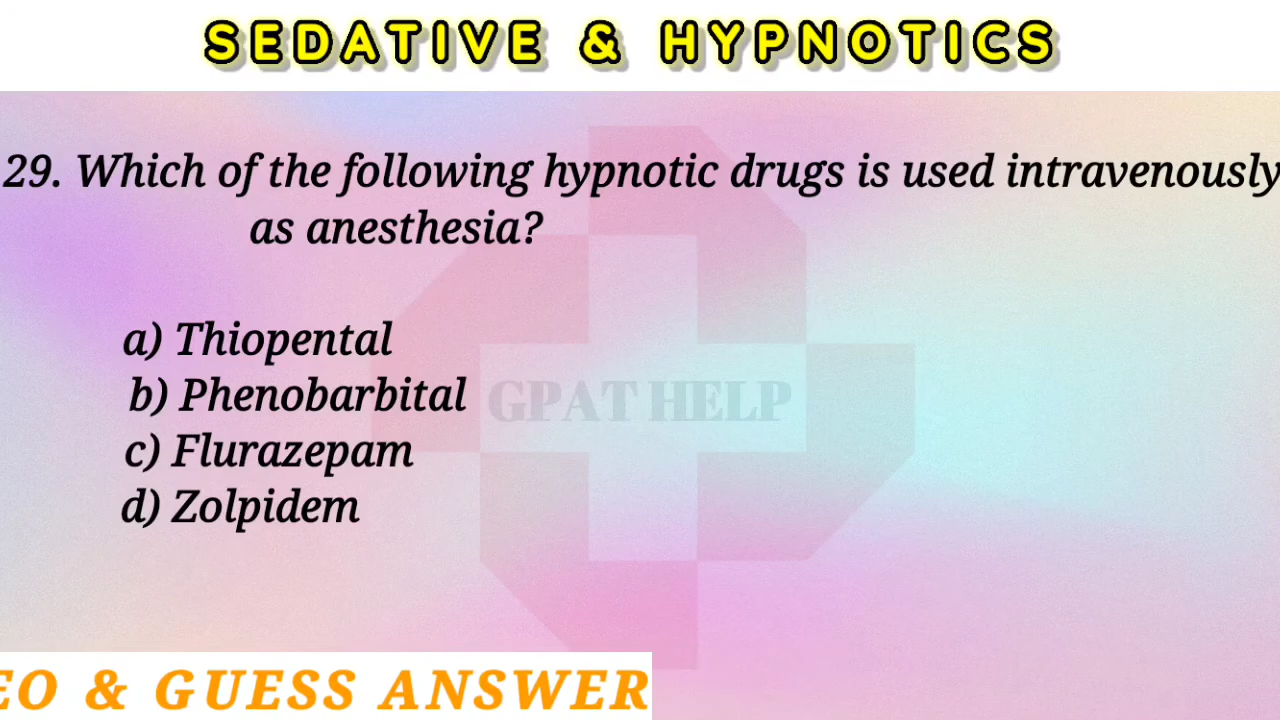 SEDATIVE & HYPNOTICS
29. Which of the following hypnotic drugs is used intravenously
as anesthesia?
a) Thiopental
b) Phenobarbital
GPAT HELP
c) Flurazepam
d) Zolpidem
EO & GUESS ANSWER